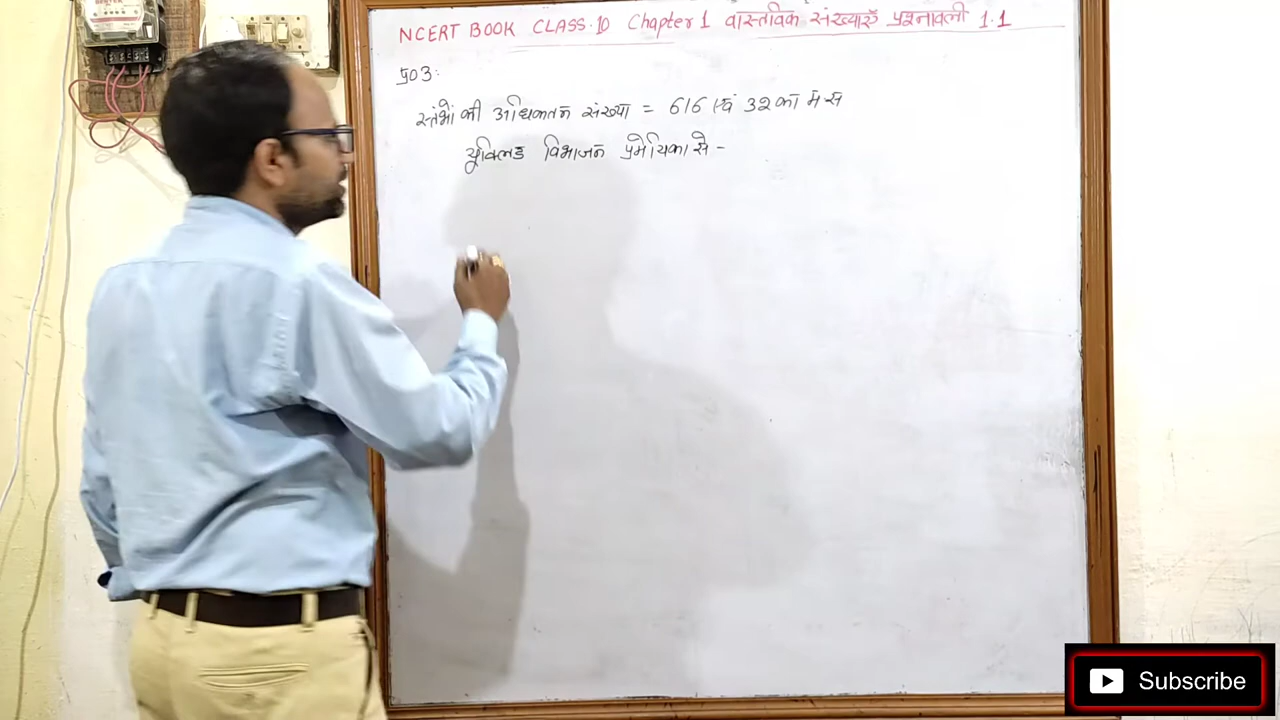 NCERT BOOK CLASS.10 Chapter 1 वास्तविक संख्याएँ प्रश्नावली 1.1
प्र03.
स्तंभों की अधिकतम संख्या = 616 एवं 32 का म स
यूक्लिड विभाजन प्रमेयिका से -
Subscribe